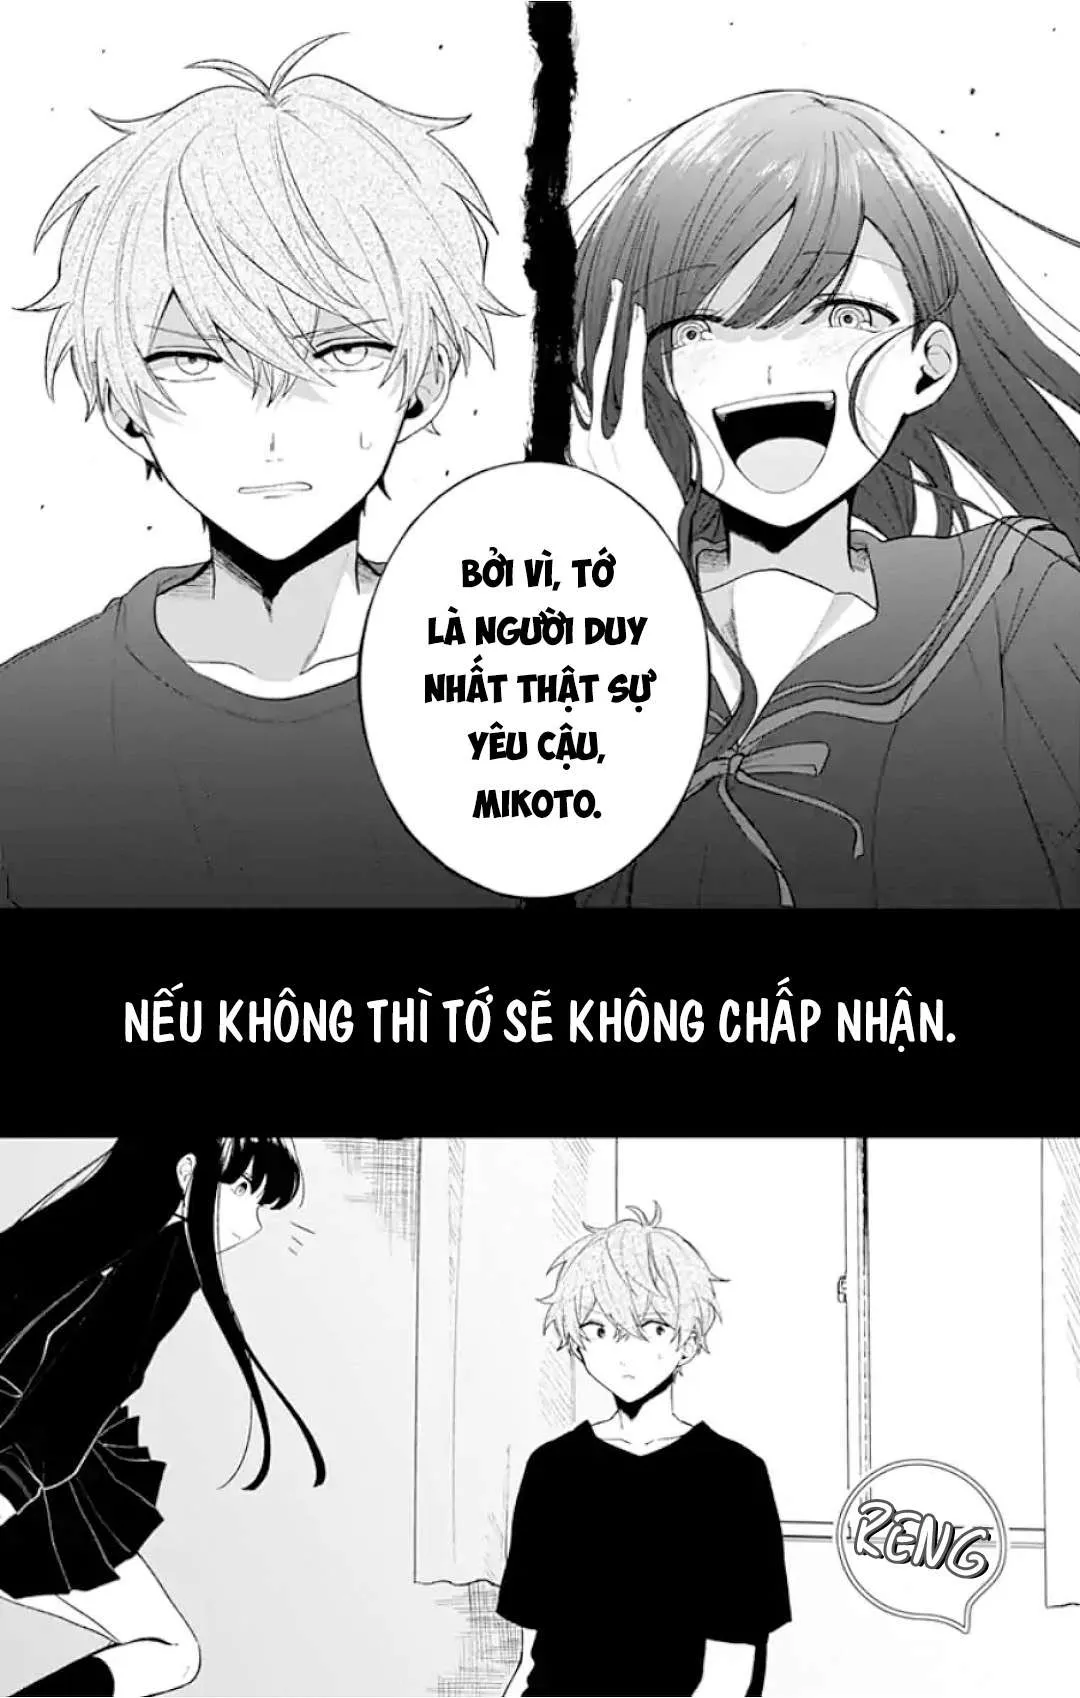 BỞI VÌ, TỚ
LÀ NGƯỜI DUY
NHẤT THẬT SỰ
YÊU CẬU,
MIKOTO.
NẾU KHÔNG THÌ TỚ SẼ KHÔNG CHẤP NHẬN.
RENG